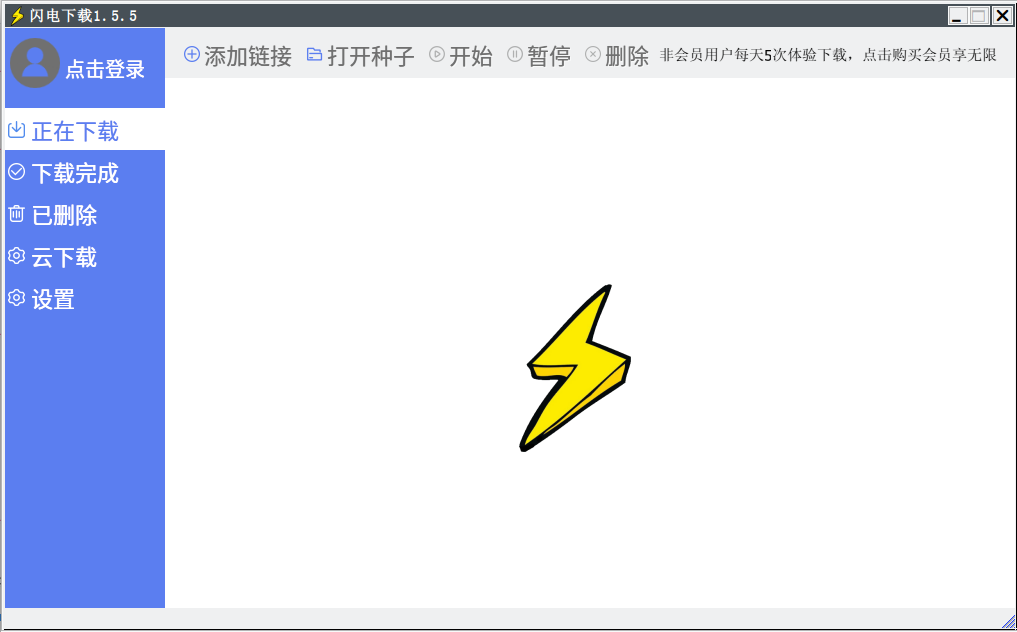 闪电下载1.5.5
点击登录
添加链接 打开种子 开始 暂停 删除 非会员用户每天5次体验下载，点击购买会员享无限
正在下载
下载完成
已删除
云下载
设置